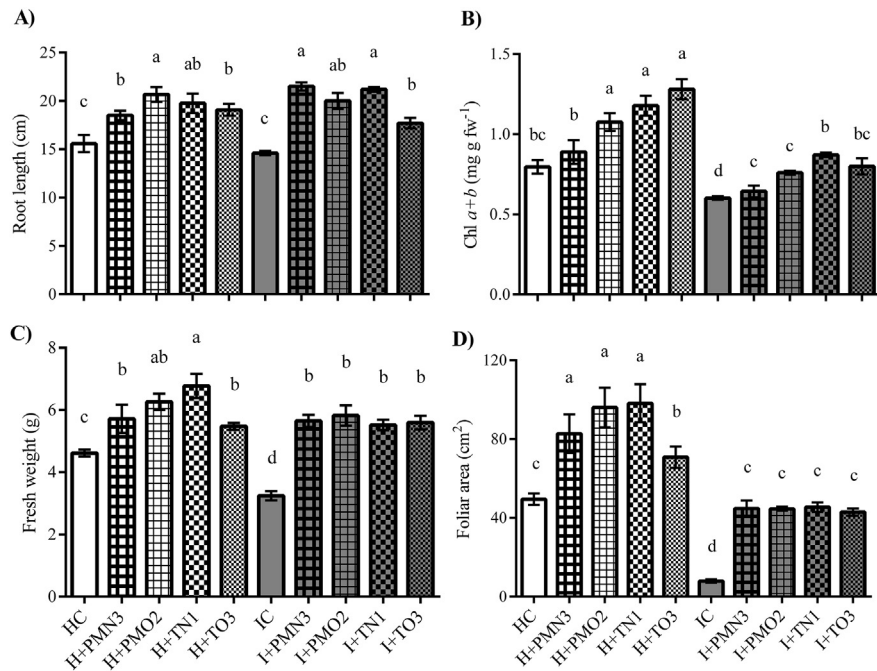 A)
25
20
15
10
5
0
Root length (cm)
c
b
a
ab
b
c
a
ab
a
b
B)
1.5
1.0
0.5
0.0
Chl a+b (mg g fw-1)
bc
b
a
a
a
d
c
c
b
bc
C)
8
6
4
2
0
Fresh weight (g)
c
b
ab
a
b
d
b
b
b
b
HC
H+PMN3
H+PMO2
H+TN1
H+TO3
IC
I+PMN3
I+PMO2
I+TN1
I+TO3
D)
120
80
40
0
Foliar area (cm2)
c
a
a
a
b
d
c
c
c
c
HC
H+PMN3
H+PMO2
H+TN1
H+TO3
IC
I+PMN3
I+PMO2
I+TN1
I+TO3